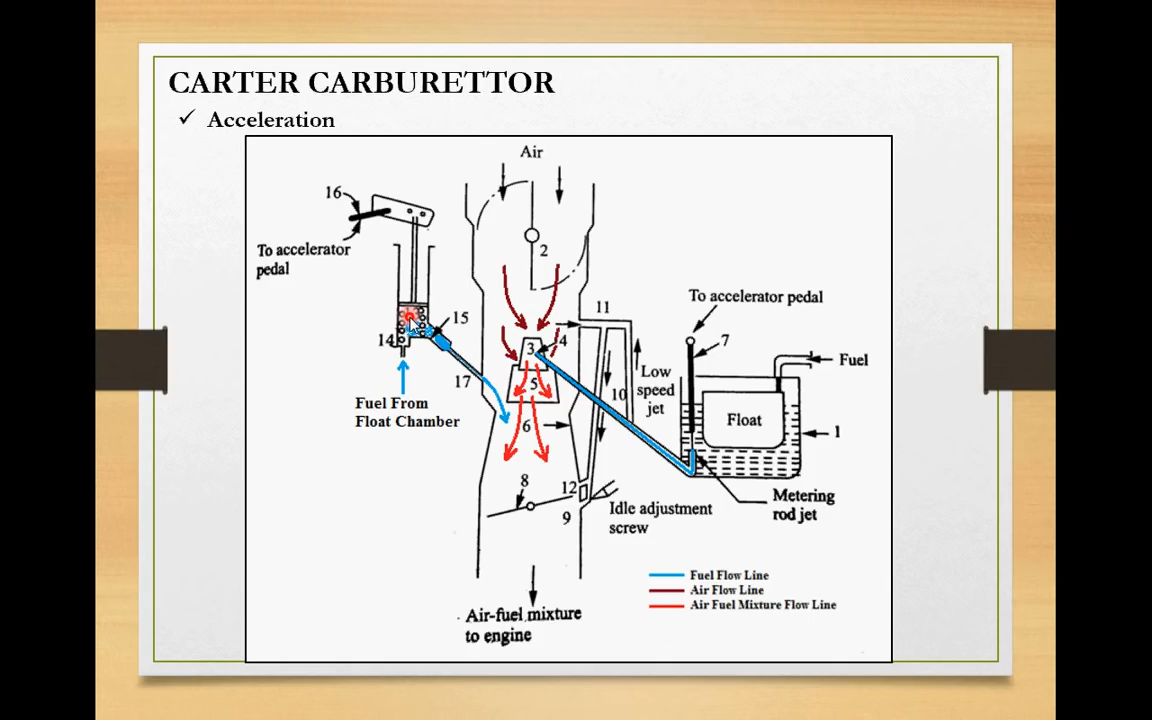 CARTER CARBURETTOR
✓ Acceleration
Air
16
To accelerator
pedal
2
To accelerator pedal
11
15
7
14
3
4
Fuel
17
5
Low
speed
jet
10
Fuel From
Float Chamber
Float
1
6
8
12
Metering
rod jet
9
Idle adjustment
screw
Fuel Flow Line
Air Flow Line
Air Fuel Mixture Flow Line
Air-fuel mixture
to engine